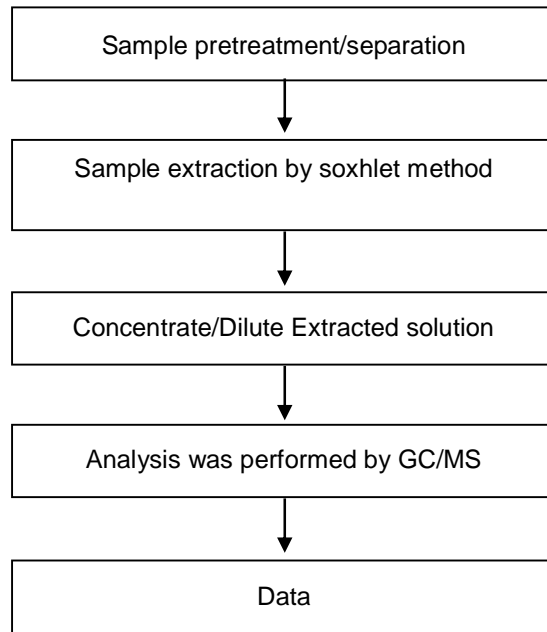 Sample pretreatment/separation
Sample extraction by soxhlet method
Concentrate/Dilute Extracted solution
Analysis was performed by GC/MS
Data